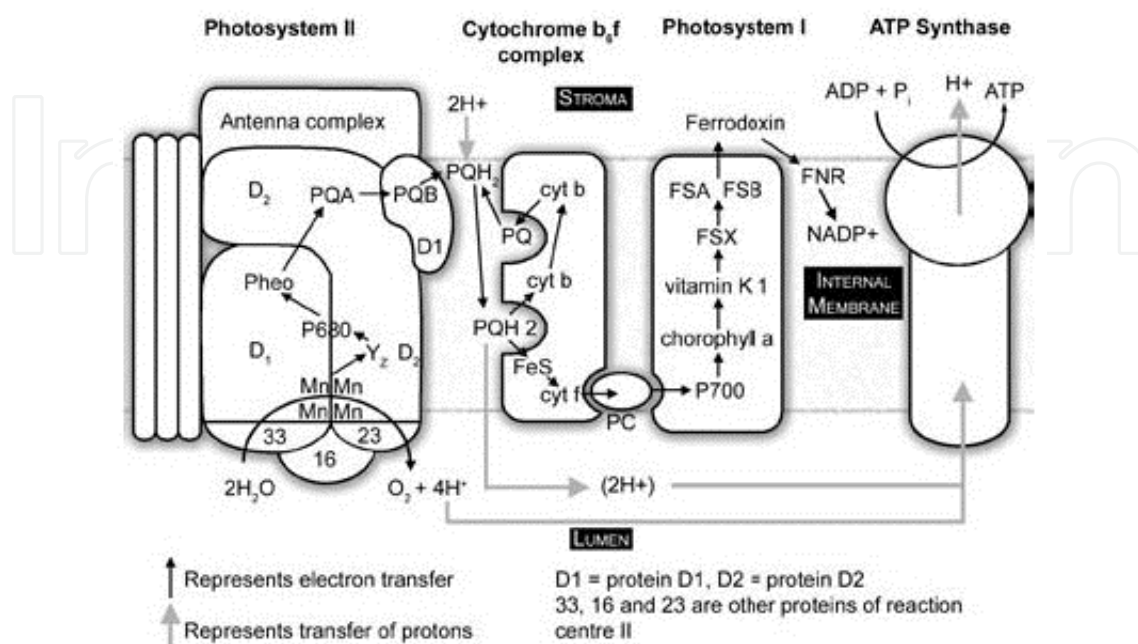 Photosystem II
Cytochrome b₆f
complex
Photosystem I
ATP Synthase
STROMA
2H+
ADP + Pᵢ
H+
ATP
Antenna complex
Ferrodoxin
D₂
PQA
PQB
PQH₂
cyt b
FSA
FSB
FNR
D1
PQ
FSX
NADP+
Pheo
cyt b
vitamin K 1
INTERNAL
MEMBRANE
P680
PQH 2
chorophyll a
D₁
Y_Z
D₂
FeS
Mn
Mn
cyt f
P700
Mn
Mn
PC
33
23
16
2H₂O
O₂ + 4H⁺
(2H+)
LUMEN
Represents electron transfer
Represents transfer of protons
D1 = protein D1, D2 = protein D2
33, 16 and 23 are other proteins of reaction
centre II